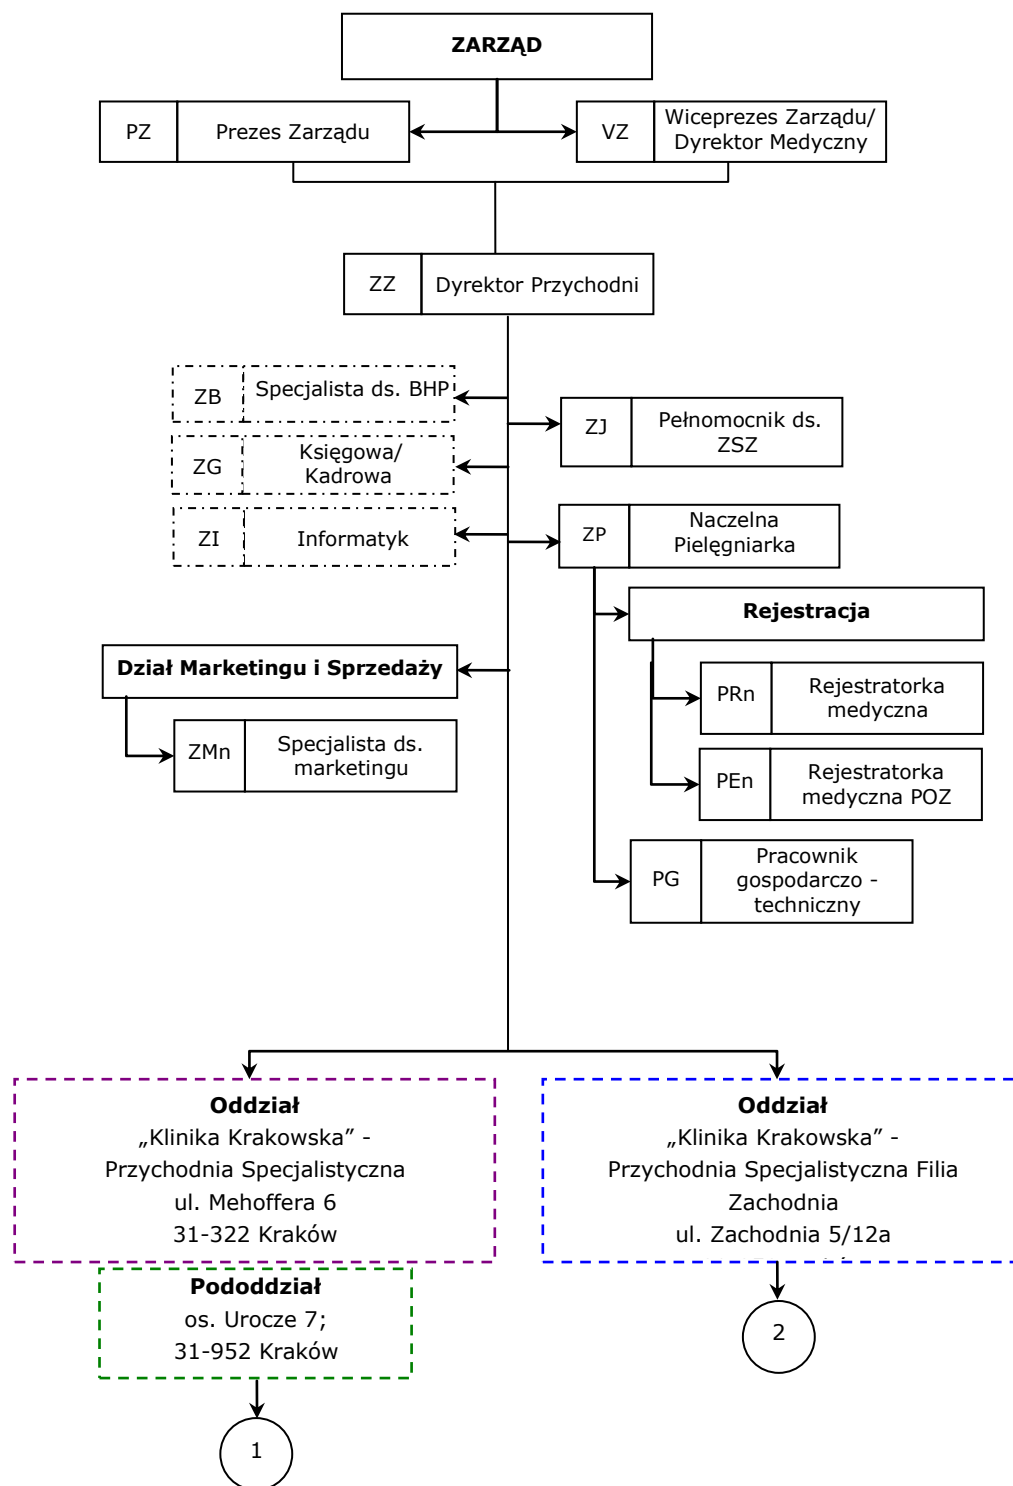 ZARZĄD
PZ
Prezes Zarządu
VZ
Wiceprezes Zarządu/
Dyrektor Medyczny
ZZ
Dyrektor Przychodni
ZB
Specjalista ds. BHP
ZJ
Pełnomocnik ds.
ZSZ
ZG
Księgowa/
Kadrowa
ZI
Informatyk
ZP
Naczelna
Pielęgniarka
Rejestracja
Dział Marketingu i Sprzedaży
PRn
Rejestratorka
medyczna
ZMn
Specjalista ds.
marketingu
PEn
Rejestratorka
medyczna POZ
PG
Pracownik
gospodarczo -
techniczny
Oddział
„Klinika Krakowska” -
Przychodnia Specjalistyczna
ul. Mehoffera 6
31-322 Kraków
Oddział
„Klinika Krakowska” -
Przychodnia Specjalistyczna Filia
Zachodnia
ul. Zachodnia 5/12a
Pododdział
os. Urocze 7;
31-952 Kraków
2
1